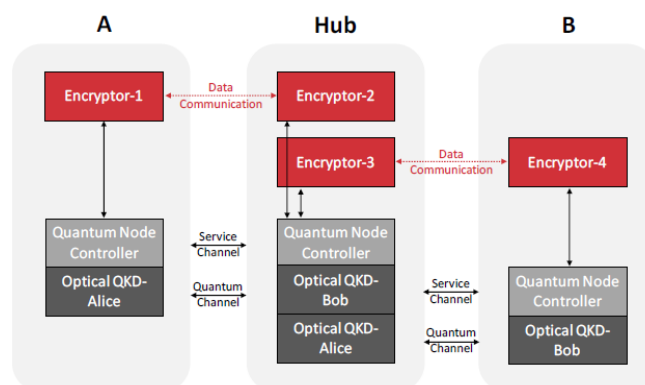 A
Hub
B
Encryptor-1
Data
Communication
Encryptor-2
Encryptor-3
Data
Communication
Encryptor-4
Quantum Node
Controller
Optical QKD-
Alice
Service
Channel
Quantum
Channel
Quantum Node
Controller
Optical QKD-
Bob
Optical QKD-
Alice
Service
Channel
Quantum
Channel
Quantum Node
Controller
Optical QKD-
Bob